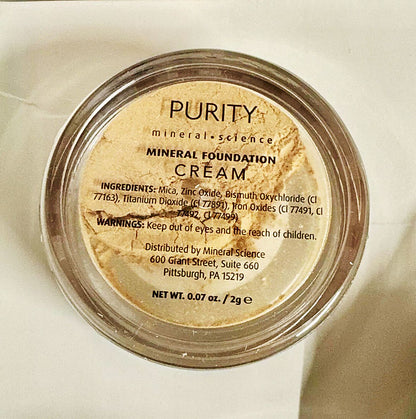 PURITY
mineral • science
MINERAL FOUNDATION
CREAM
INGREDIENTS: Mica, Zinc Oxide, Bismuth Oxychloride (CI
77163), Titanium Dioxide (CI 77891), Iron Oxides (CI 77491, CI
77492, CI 77499)
WARNINGS: Keep out of eyes and the reach of children.
Distributed by Mineral Science
600 Grant Street, Suite 660
Pittsburgh, PA 15219
NET WT. 0.07 oz. / 2g ℮